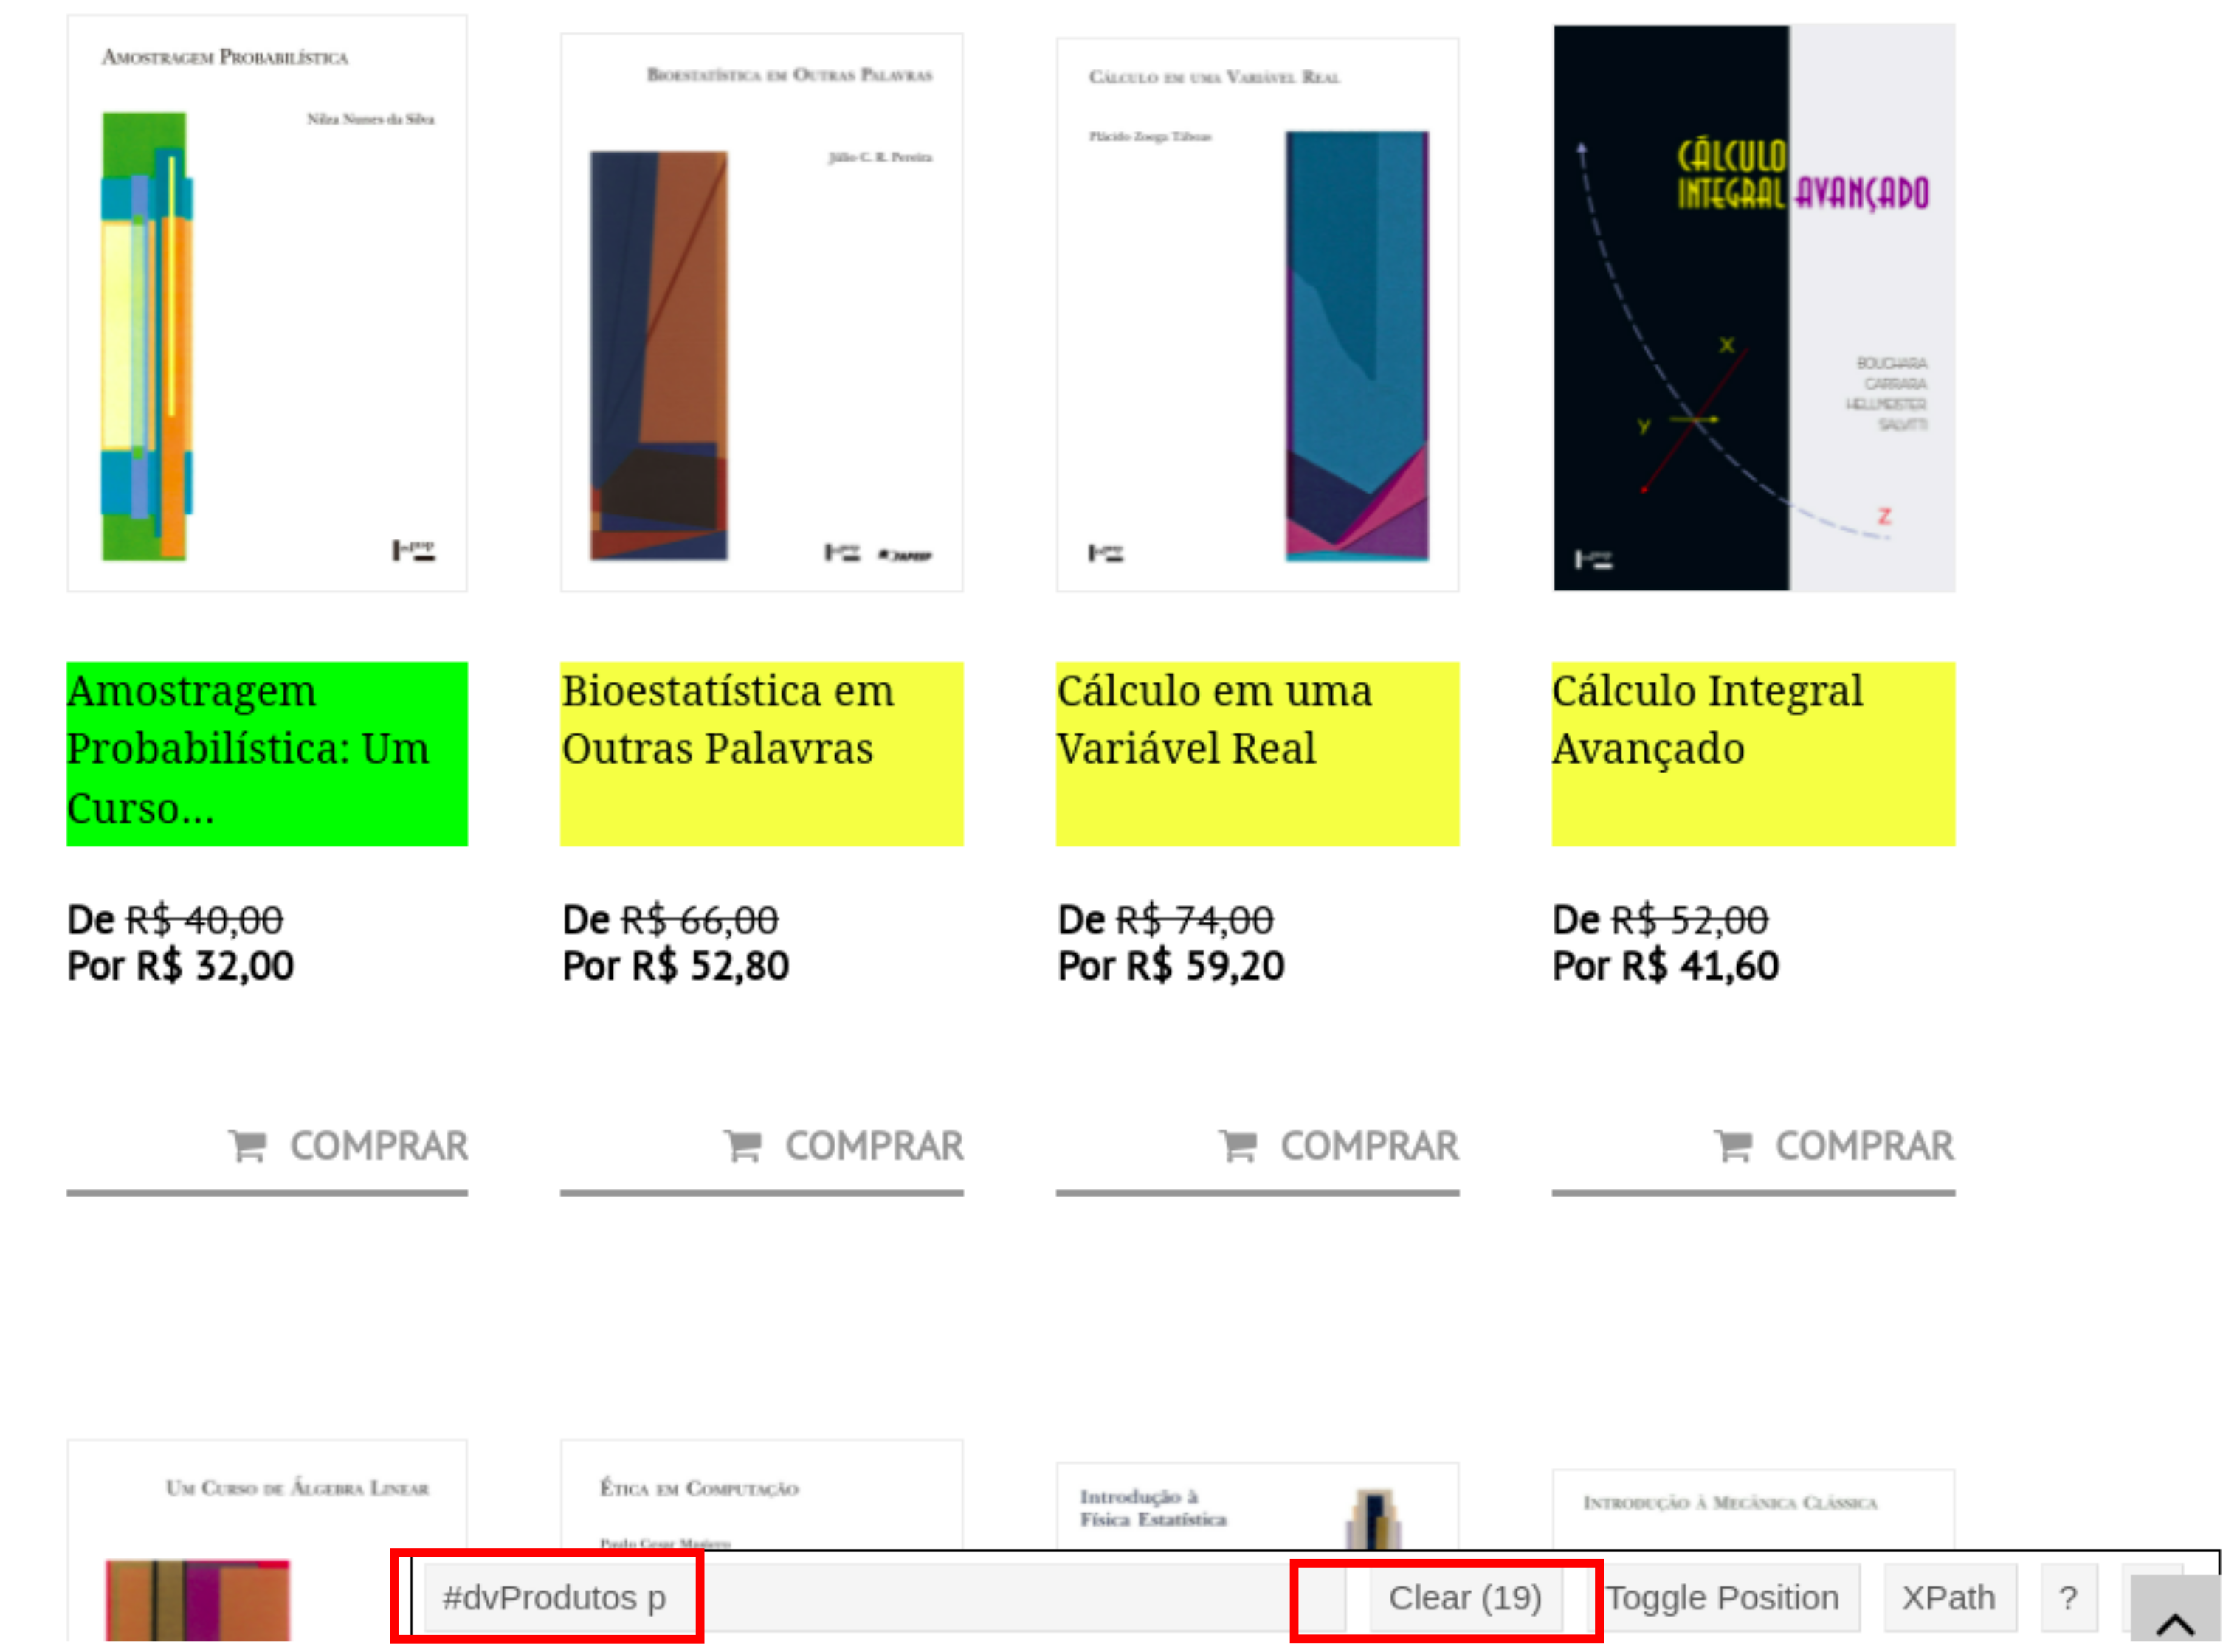 Amostragem Probabilística
Nilza Nunes da Silva
Bioestatística em Outras Palavras
Júlio C. R. Pereira
Cálculo em uma Variável Real
Plácido Zoega Táboas
CÁLCULO
INTEGRAL AVANÇADO
BOUCHARA
CARRARA
HELLMEISTER
SALVITTI
X
y
Z
Amostragem
Probabilística: Um
Curso...
Bioestatística em
Outras Palavras
Cálculo em uma
Variável Real
Cálculo Integral
Avançado
De R$ 40,00
Por R$ 32,00
De R$ 66,00
Por R$ 52,80
De R$ 74,00
Por R$ 59,20
De R$ 52,00
Por R$ 41,60
COMPRAR
COMPRAR
COMPRAR
COMPRAR
Um Curso de Álgebra Linear
Ética em Computação
Paulo Cesar Masiero
Introdução à
Física Estatística
Introdução à Mecânica Clássica
#dvProdutos p
Clear (19)
Toggle Position
XPath
?